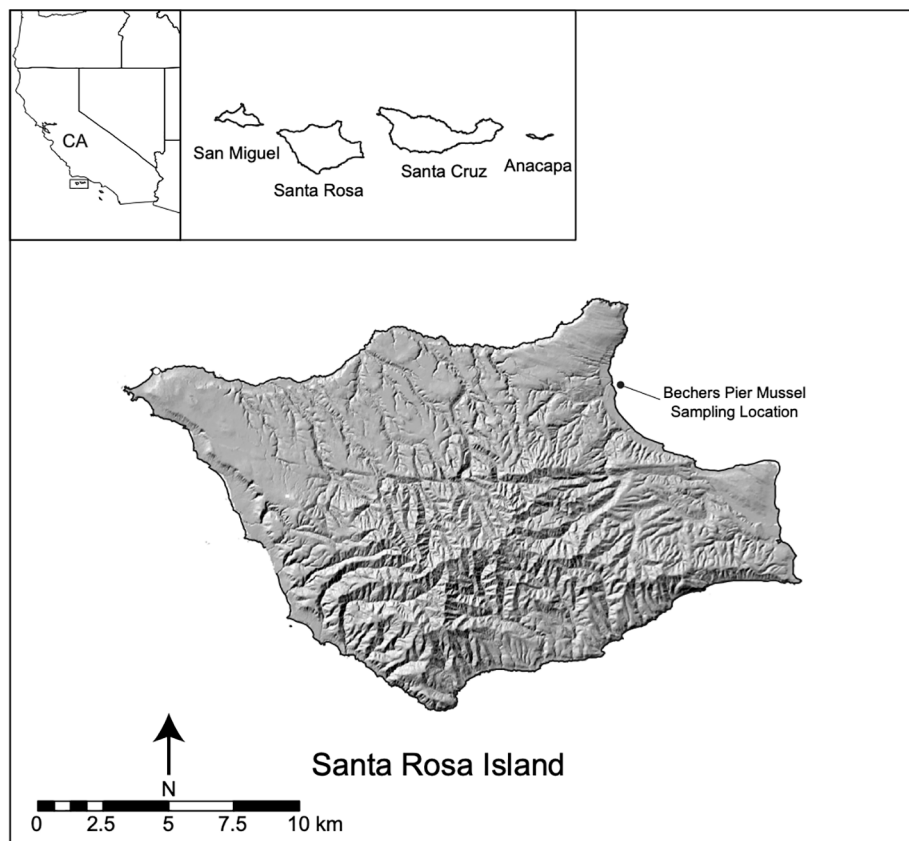 CA
San Miguel
Santa Rosa
Santa Cruz
Anacapa
Bechers Pier Mussel
Sampling Location
Santa Rosa Island
N
0 2.5 5 7.5 10 km